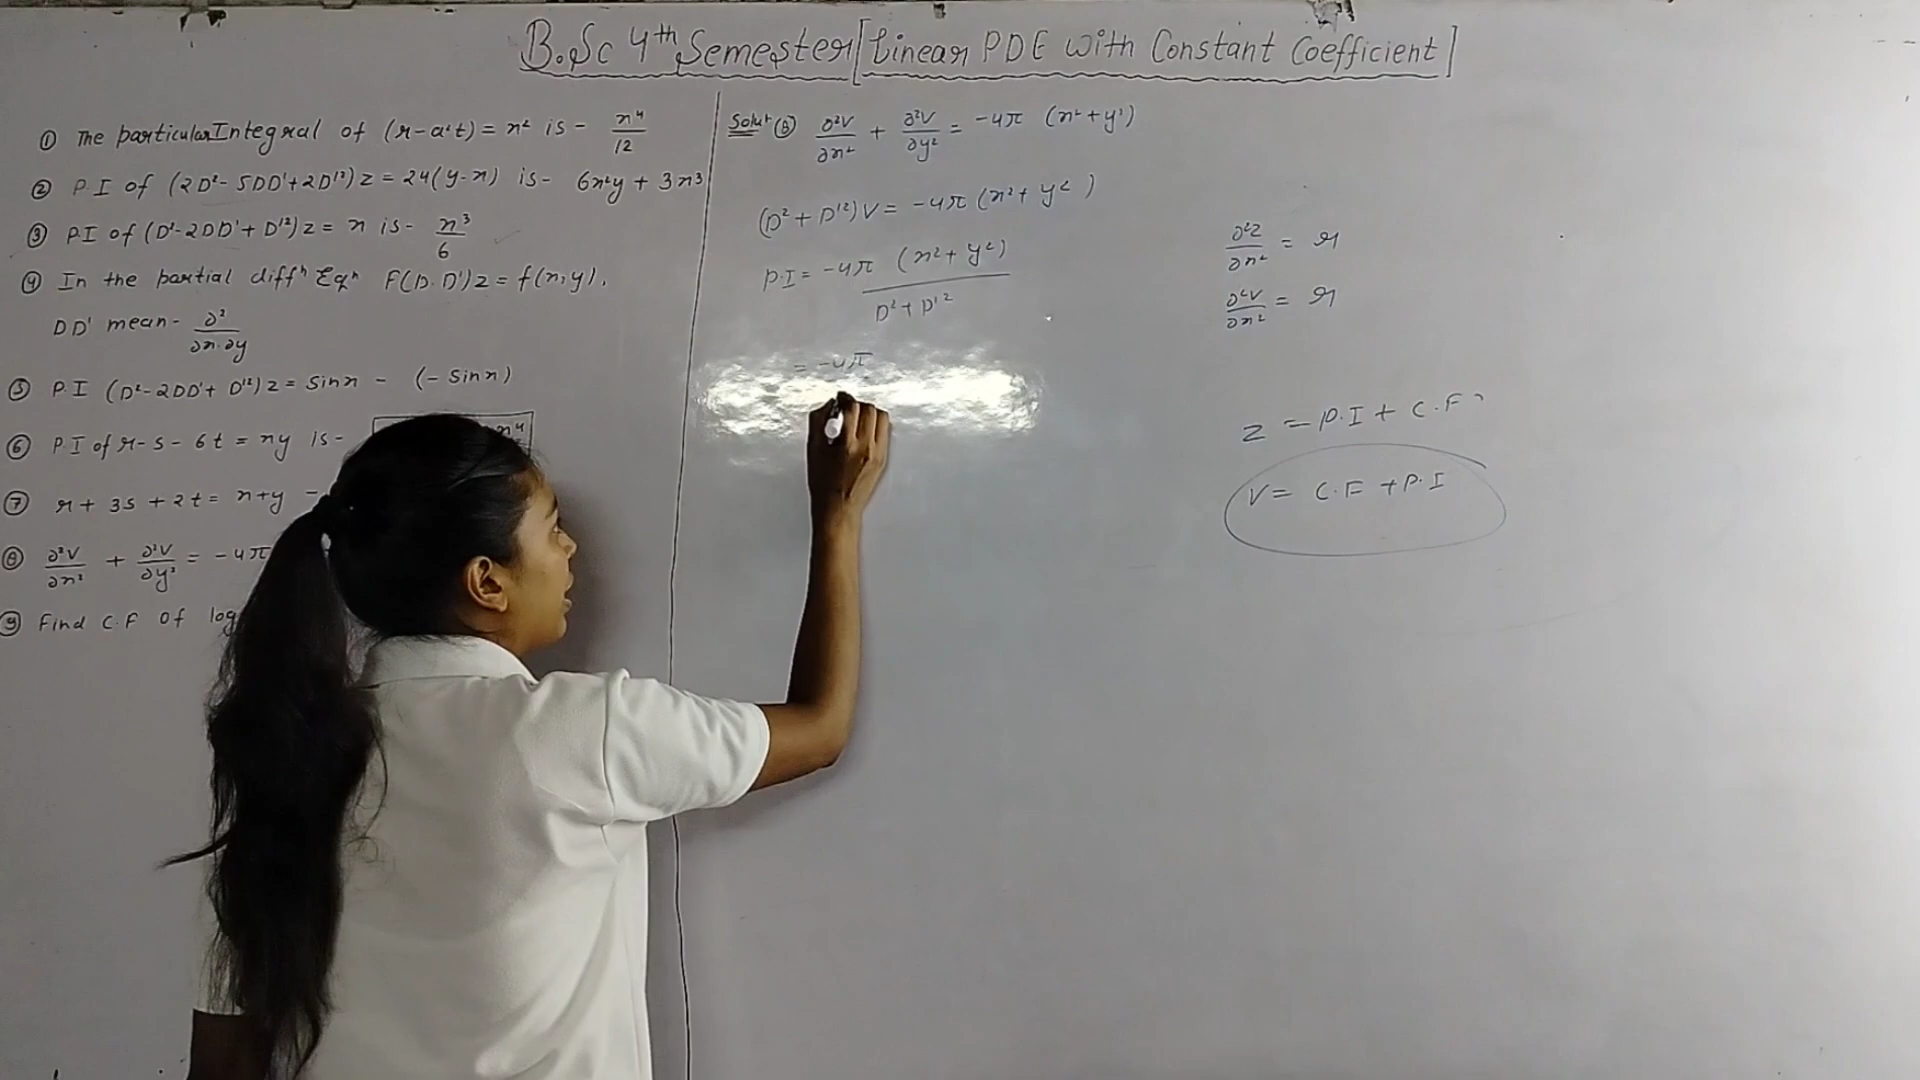 B.Sc 4th Semester [Linear PDE with Constant Coefficient]
① The particular Integral of (r-a²t) = x² is - x⁴/12
② P.I of (2D²-5DD'+2D'²)z = 24(y-x) is- 6x²y + 3x³
③ P.I of (D²-2DD'+D'²)z = x is- x³/6
④ In the partial diffⁿ Eqⁿ F(D.D')z = f(x,y),
DD' mean- ∂²/∂x.∂y
⑤ P.I (D²-2DD'+D'²)z = Sinx - (-Sinx)
⑥ P.I of r-s-6t = xy is- x⁴
⑦ r + 3s + 2t = x+y -
⑧ ∂²V/∂x² + ∂²V/∂y² = -4π
⑨ Find C.F of log
Solut ⑧ ∂²V/∂x² + ∂²V/∂y² = -4π (x²+y²)
(D²+D'²)V = -4π (x²+y²)
P.I = -4π (x²+y²)/D²+D'²
= -4π
∂²z/∂x² = r
∂²V/∂x² = r
z = P.I + C.F
V = C.F + P.I